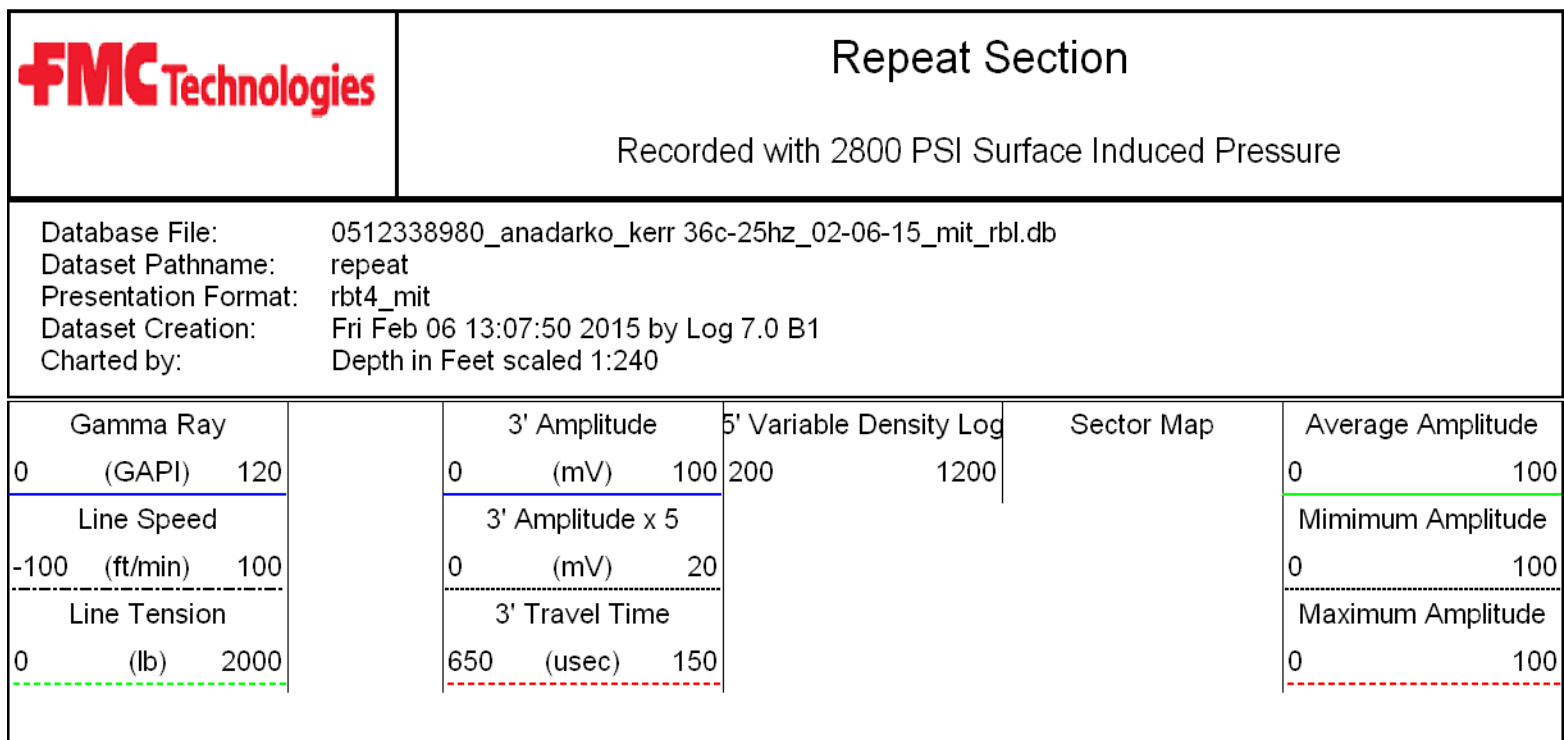 FMC Technologies
Repeat Section
Recorded with 2800 PSI Surface Induced Pressure
Database File: 0512338980_anadarko_kerr 36c-25hz_02-06-15_mit_rbl.db
Dataset Pathname: repeat
Presentation Format: rbt4_mit
Dataset Creation: Fri Feb 06 13:07:50 2015 by Log 7.0 B1
Charted by: Depth in Feet scaled 1:240
Gamma Ray
0 (GAPI) 120
Line Speed
-100 (ft/min) 100
Line Tension
0 (lb) 2000
3' Amplitude
0 (mV) 100
3' Amplitude x 5
0 (mV) 20
3' Travel Time
650 (usec) 150
5' Variable Density Log
200 1200
Sector Map
Average Amplitude
0 100
Mimimum Amplitude
0 100
Maximum Amplitude
0 100